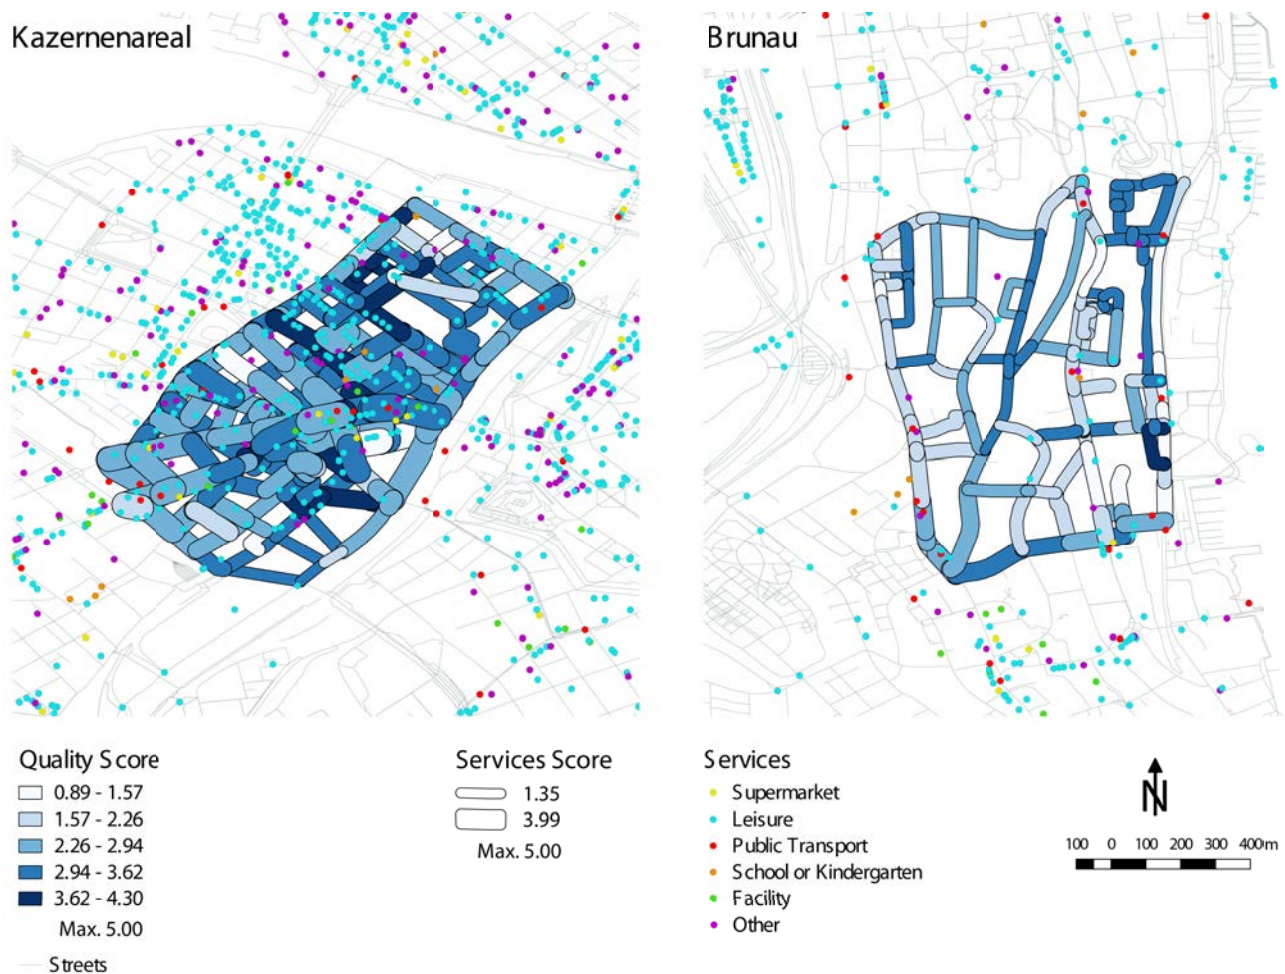 Kazernenareal
Brunau
Quality Score
0.89 - 1.57
1.57 - 2.26
2.26 - 2.94
2.94 - 3.62
3.62 - 4.30
Max. 5.00
Streets
Services Score
1.35
3.99
Max. 5.00
Services
Supermarket
Leisure
Public Transport
School or Kindergarten
Facility
Other
N
100 0 100 200 300 400m